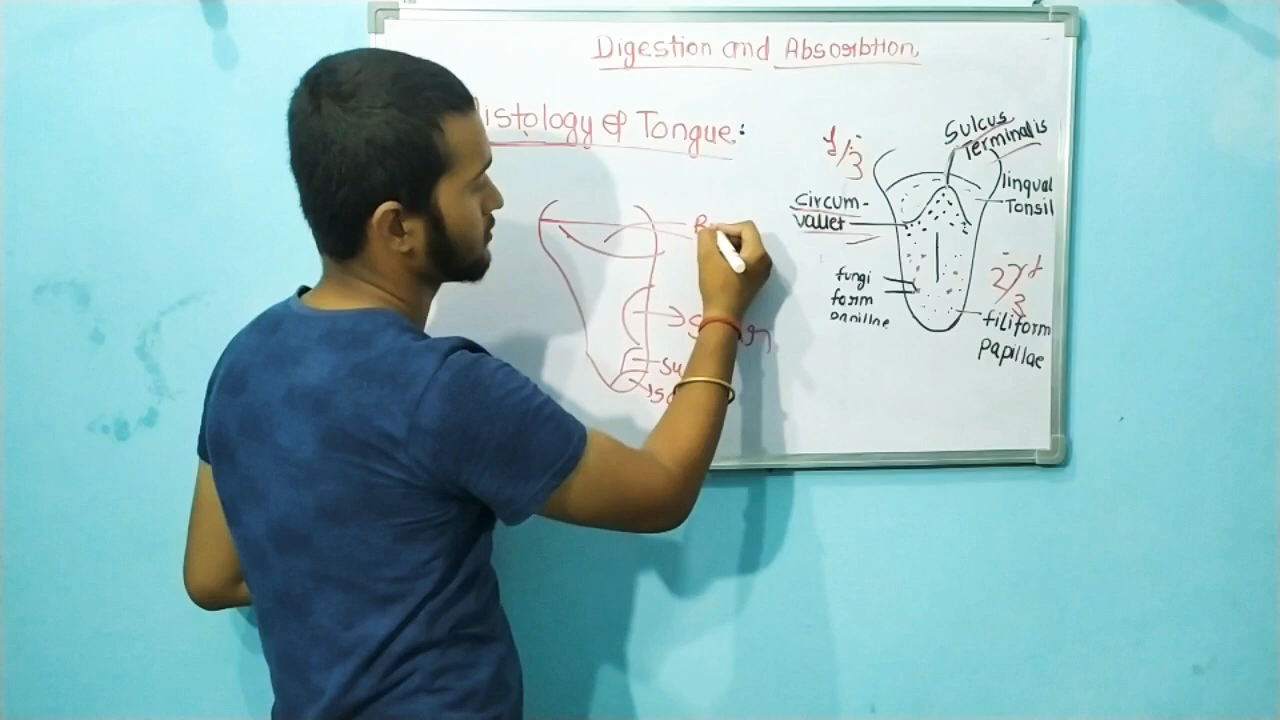 Digestion and Absorbtion
istology of Tongue:
1/3
Sulcus
Terminalis
lingual
Tonsil
circum-
vallet
fungi
form
2/3rd
filiform
papillae